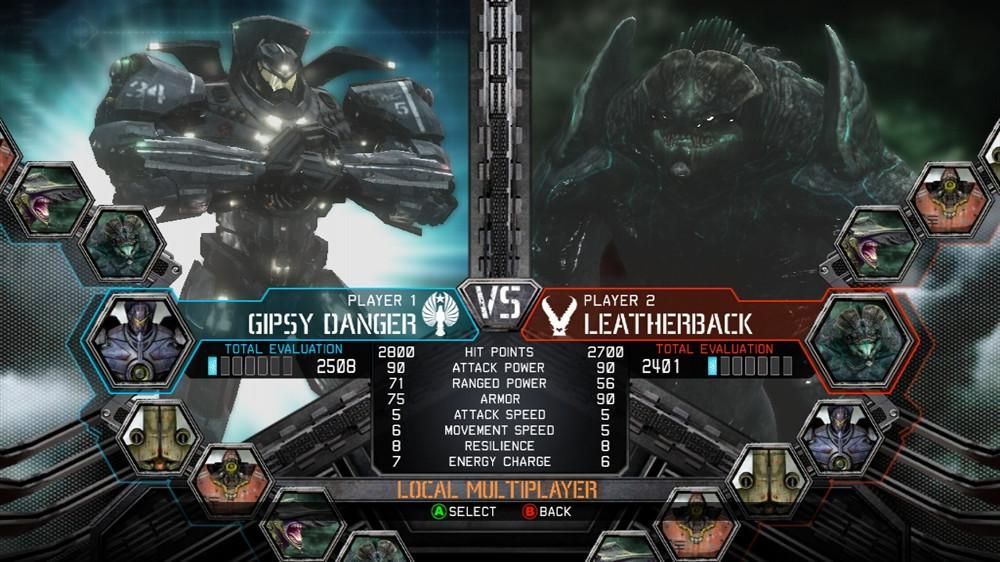 34
5
PLAYER 1
GIPSY DANGER
VS
PLAYER 2
LEATHERBACK
TOTAL EVALUATION
2508
TOTAL EVALUATION
2401
2800 HIT POINTS 2700
90 ATTACK POWER 90
71 RANGED POWER 56
75 ARMOR 90
5 ATTACK SPEED 5
6 MOVEMENT SPEED 5
8 RESILIENCE 8
7 ENERGY CHARGE 6
LOCAL MULTIPLAYER
A SELECT B BACK